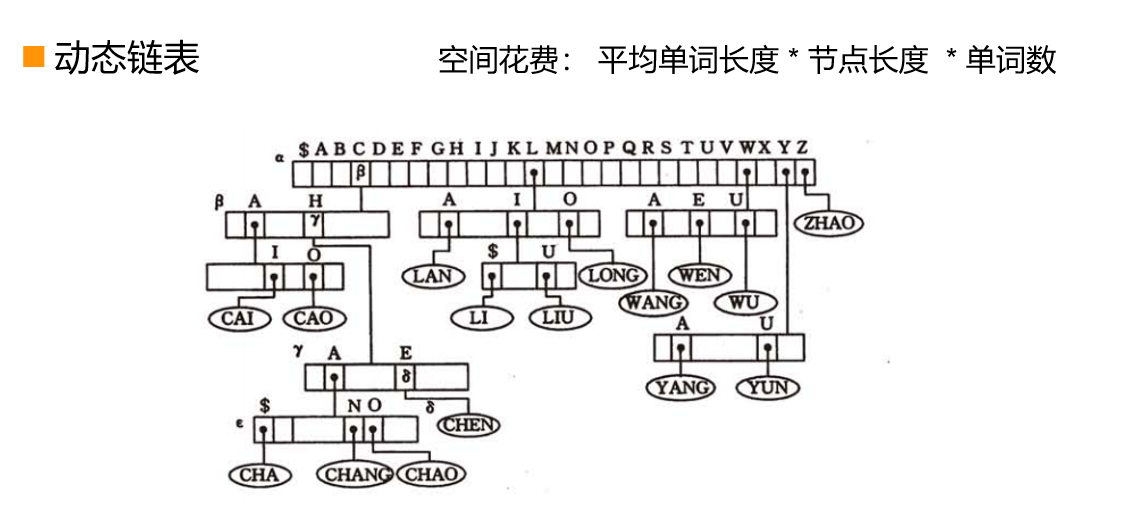 动态链表
空间花费： 平均单词长度 * 节点长度 * 单词数
$ A B C D E F G H I J K L M N O P Q R S T U V W X Y Z
α
β
β A H
A I O
A E U
γ
ZHAO
I O
$ U
LAN
LONG
WEN
WANG
WU
CAI
CAO
LI
LIU
A U
γ A E
δ
YANG
YUN
$ N O
δ
ε
CHEN
CHA
CHANG
CHAO